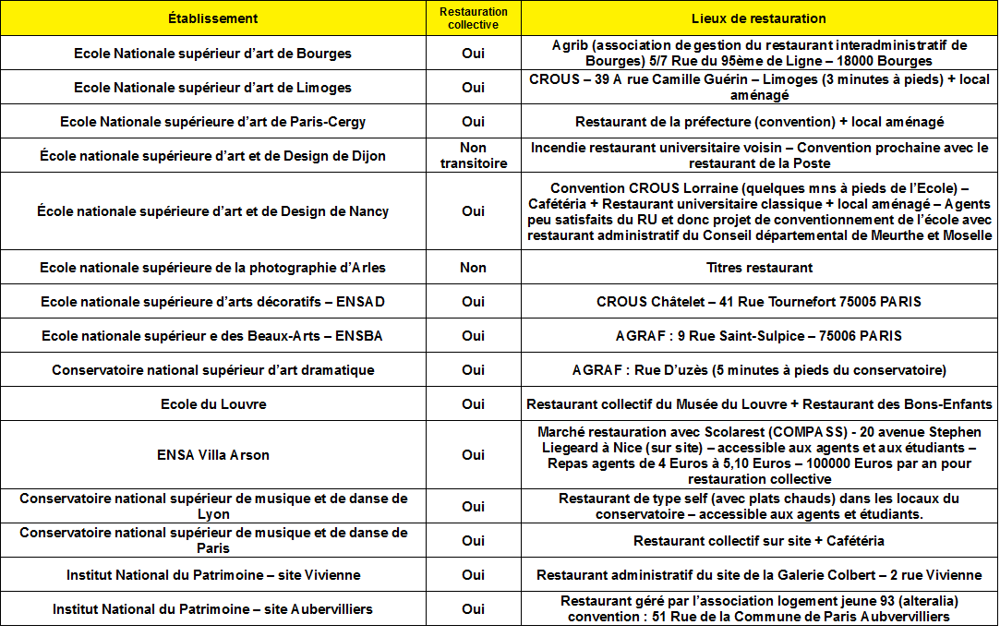 Établissement
Restauration
collective
Lieux de restauration
Ecole Nationale supérieur d’art de Bourges
Oui
Agrib (association de gestion du restaurant interadministratif de
Bourges) 5/7 Rue du 95ème de Ligne – 18000 Bourges
Ecole Nationale supérieur d’art de Limoges
Oui
CROUS – 39 A rue Camille Guérin – Limoges (3 minutes à pieds) + local
aménagé
Ecole Nationale supérieure d’art de Paris-Cergy
Oui
Restaurant de la préfecture (convention) + local aménagé
École nationale supérieure d’art et de Design de Dijon
Non
transitoire
Incendie restaurant universitaire voisin – Convention prochaine avec le
restaurant de la Poste
École nationale supérieure d’art et de Design de Nancy
Oui
Convention CROUS Lorraine (quelques mns à pieds de l’Ecole) –
Cafétéria + Restaurant universitaire classique + local aménagé – Agents
peu satisfaits du RU et donc projet de conventionnement de l’école avec
restaurant administratif du Conseil départemental de Meurthe et Moselle
Ecole nationale supérieure de la photographie d’Arles
Non
Titres restaurant
Ecole nationale supérieure d’arts décoratifs – ENSAD
Oui
CROUS Châtelet – 41 Rue Tournefort 75005 PARIS
Ecole nationale supérieur e des Beaux-Arts – ENSBA
Oui
AGRAF : 9 Rue Saint-Sulpice – 75006 PARIS
Conservatoire national supérieur d’art dramatique
Oui
AGRAF : Rue D’uzès (5 minutes à pieds du conservatoire)
Ecole du Louvre
Oui
Restaurant collectif du Musée du Louvre + Restaurant des Bons-Enfants
ENSA Villa Arson
Oui
Marché restauration avec Scolarest (COMPASS) - 20 avenue Stephen
Liegeard à Nice (sur site) – accessible aux agents et aux étudiants –
Repas agents de 4 Euros à 5,10 Euros – 100000 Euros par an pour
restauration collective
Conservatoire national supérieur de musique et de danse de
Lyon
Oui
Restaurant de type self (avec plats chauds) dans les locaux du
conservatoire – accessible aux agents et étudiants.
Conservatoire national supérieur de musique et de danse de
Paris
Oui
Restaurant collectif sur site + Cafétéria
Institut National du Patrimoine – site Vivienne
Oui
Restaurant administratif du site de la Galerie Colbert – 2 rue Vivienne
Institut National du Patrimoine – site Aubervilliers
Oui
Restaurant géré par l’association logement jeune 93 (alteralia)
convention : 51 Rue de la Commune de Paris Aubvervilliers